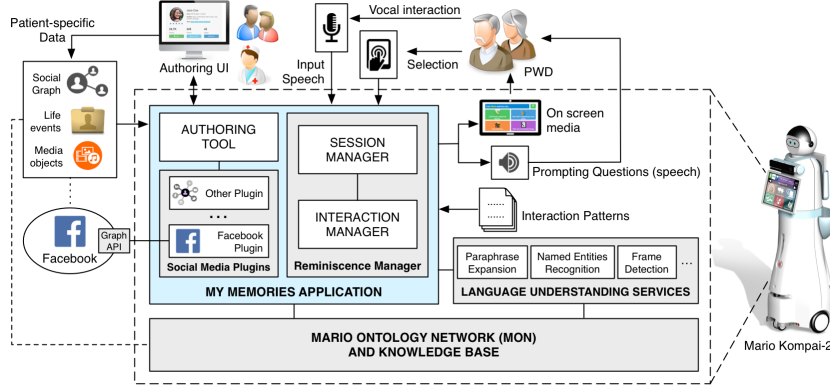 Patient-specific
Data
Authoring UI
Vocal interaction
Input
Speech
Selection
PWD
Social
Graph
Life
events
Media
objects
AUTHORING
TOOL
SESSION
MANAGER
On screen
media
Prompting Questions (speech)
Other Plugin
...
Facebook
Plugin
Social Media Plugins
INTERACTION
MANAGER
Reminiscence Manager
Interaction Patterns
Graph
API
Facebook
Paraphrase
Expansion
Named Entities
Recognition
Frame
Detection
...
MY MEMORIES APPLICATION
LANGUAGE UNDERSTANDING SERVICES
MARIO ONTOLOGY NETWORK (MON)
AND KNOWLEDGE BASE
Mario Kompai-2